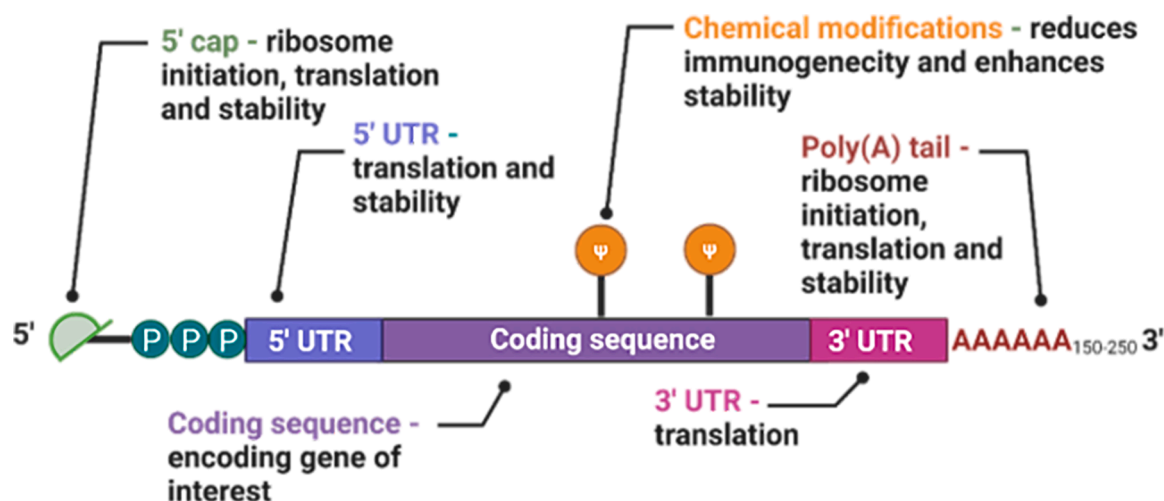 5' cap - ribosome
initiation, translation
and stability
5' UTR -
translation and
stability
Chemical modifications - reduces
immunogenecity and enhances
stability
Poly(A) tail -
ribosome
initiation,
translation and
stability
ψ ψ
5' P P P 5' UTR Coding sequence 3' UTR AAAAAA150-250 3'
Coding sequence -
encoding gene of
interest
3' UTR -
translation